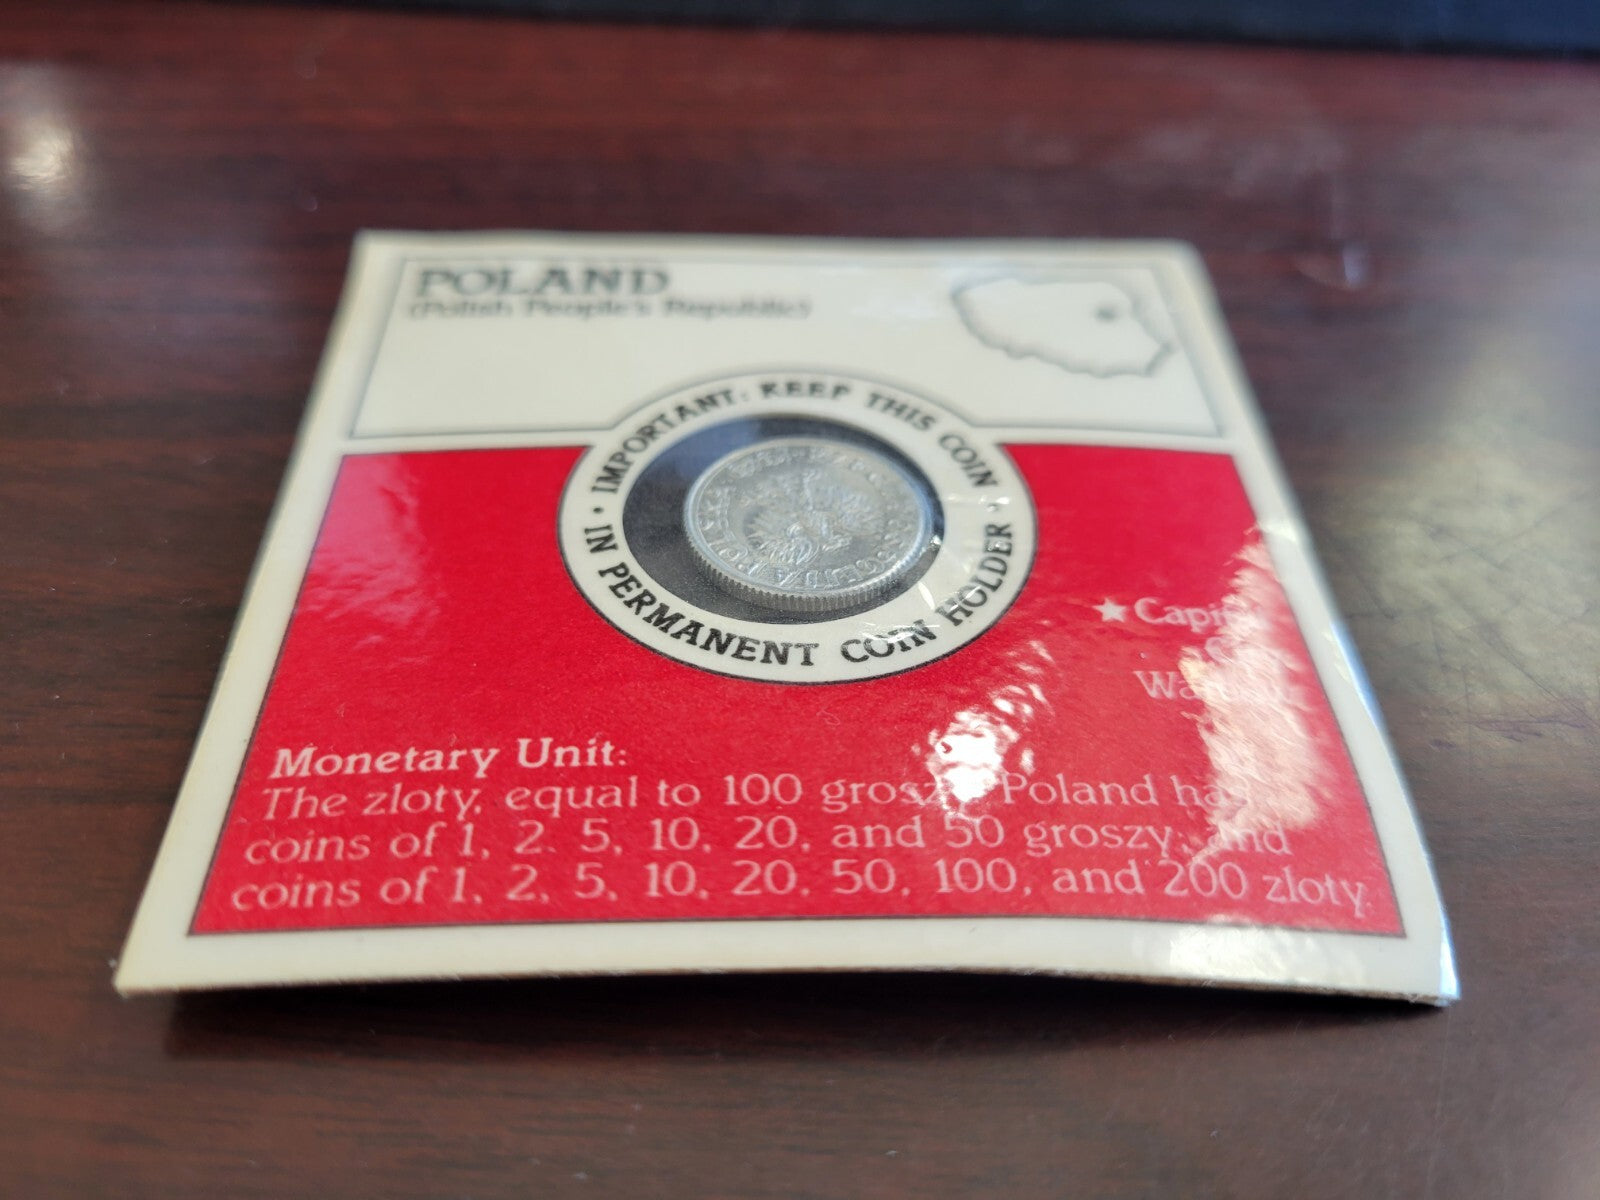 POLAND
(Polish People's Republic)
IMPORTANT: KEEP THIS COIN
IN PERMANENT COIN HOLDER
★ Capital
Monetary Unit:
The zloty, equal to 100 groszy. Poland has
coins of 1, 2, 5, 10, 20, and 50 groszy; and
coins of 1, 2, 5, 10, 20, 50, 100, and 200 zloty.